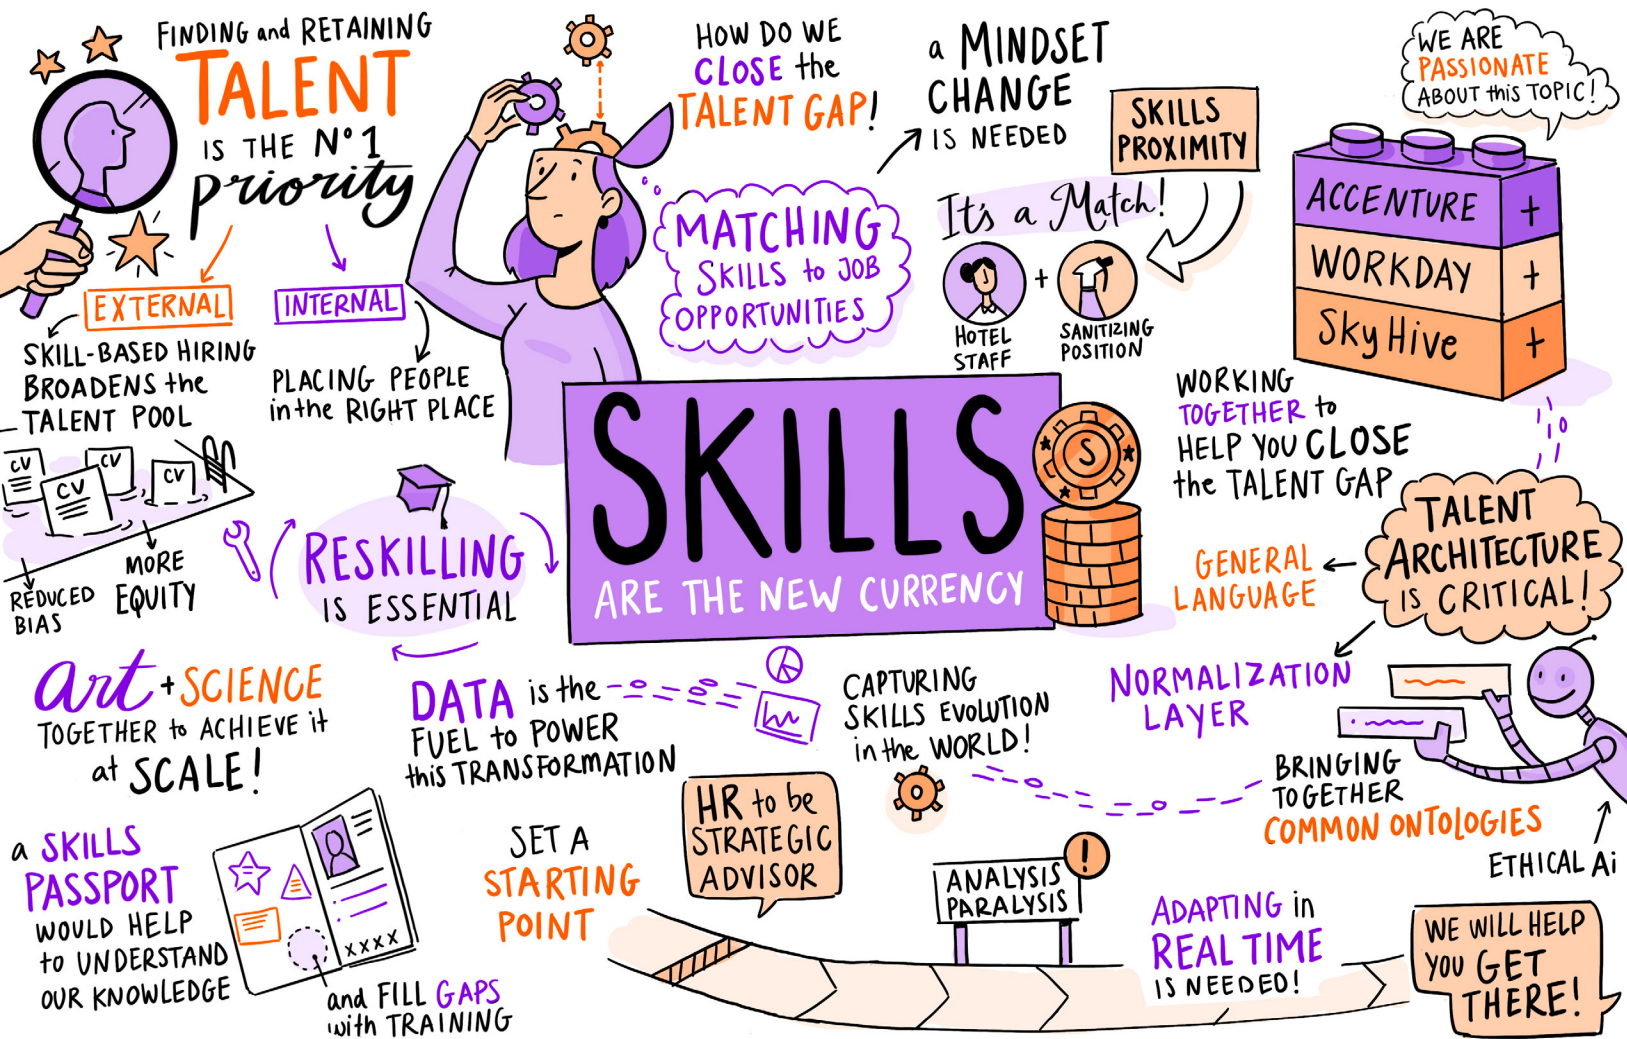 FINDING and RETAINING
TALENT
IS THE Nº 1
priority
EXTERNAL
SKILL-BASED HIRING
BROADENS the
TALENT POOL
CV
CV
CV
CV
REDUCED
BIAS
MORE
EQUITY
INTERNAL
PLACING PEOPLE
in the RIGHT PLACE
HOW DO WE
CLOSE the
TALENT GAP!
MATCHING
SKILLS to JOB
OPPORTUNITIES
a MINDSET
CHANGE
IS NEEDED
SKILLS
PROXIMITY
It's a Match!
+
HOTEL
STAFF
SANITIZING
POSITION
WE ARE
PASSIONATE
ABOUT this TOPIC!
ACCENTURE +
WORKDAY +
SkyHive +
WORKING
TOGETHER to
HELP YOU CLOSE
the TALENT GAP
SKILLS
ARE THE NEW CURRENCY
S
RESKILLING
IS ESSENTIAL
TALENT
ARCHITECTURE
IS CRITICAL!
GENERAL
LANGUAGE
NORMALIZATION
LAYER
BRINGING
TOGETHER
COMMON ONTOLOGIES
ETHICAL Ai
art + SCIENCE
TOGETHER to ACHIEVE it
at SCALE!
DATA is the
FUEL to POWER
this TRANSFORMATION
CAPTURING
SKILLS EVOLUTION
in the WORLD!
a SKILLS
PASSPORT
WOULD HELP
to UNDERSTAND
OUR KNOWLEDGE
XXXX
and FILL GAPS
with TRAINING
SET A
STARTING
POINT
HR to be
STRATEGIC
ADVISOR
ANALYSIS
PARALYSIS
!
ADAPTING in
REAL TIME
IS NEEDED!
WE WILL HELP
YOU GET
THERE!